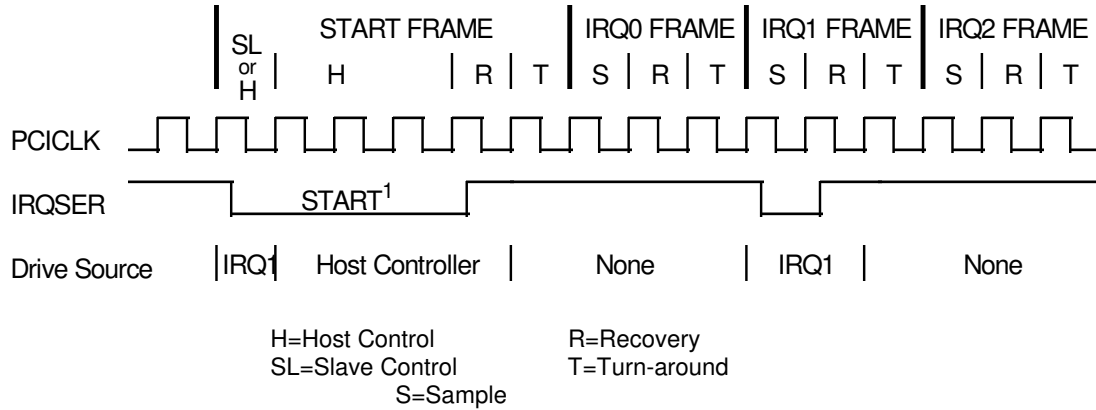 START FRAME IRQ0 FRAME IRQ1 FRAME IRQ2 FRAME
SL
or
H
H R T S R T S R T S R T
PCICLK
IRQSER START1
Drive Source IRQ1 Host Controller None IRQ1 None
H=Host Control R=Recovery
SL=Slave Control T=Turn-around
S=Sample